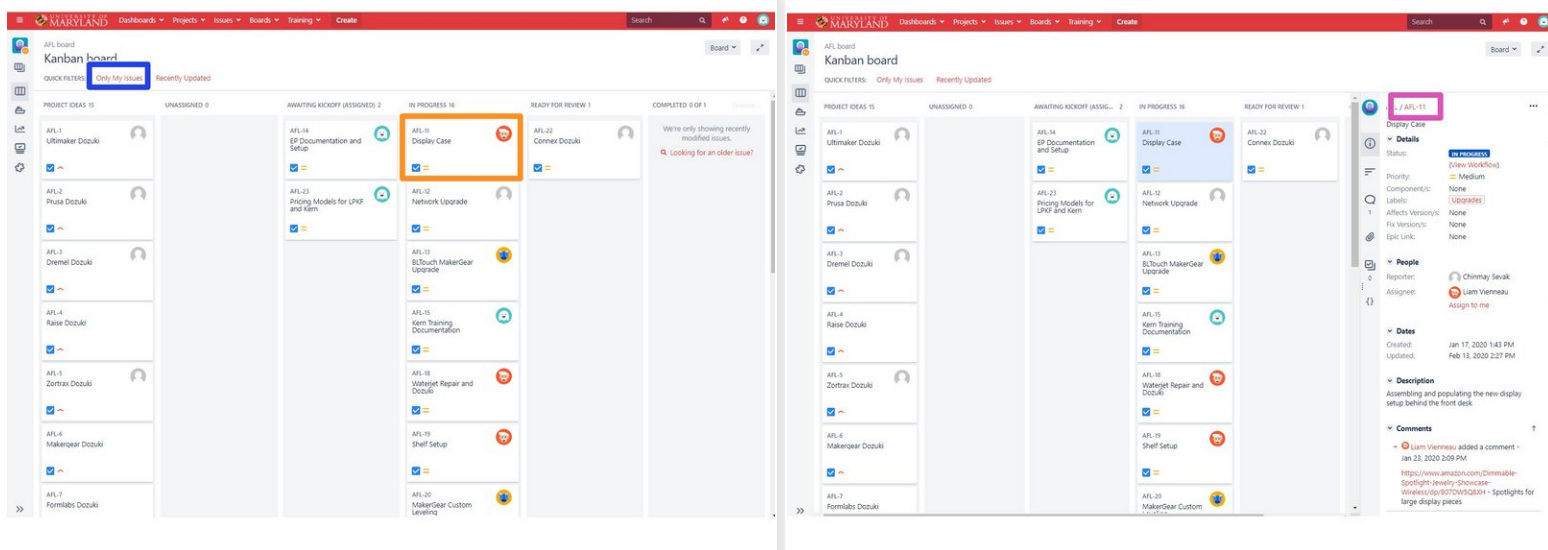 UNIVERSITY OF
MARYLAND
Dashboards Projects Issues Boards Training Create
Search
AFL board
Kanban board
Board
QUICK FILTERS: Only My Issues Recently Updated
PROJECT IDEAS 15
UNASSIGNED 0
AWAITING KICKOFF (ASSIGNED) 2
IN PROGRESS 16
READY FOR REVIEW 1
COMPLETED 0 OF 1
AFL-1
Ultimaker Dozuki
AFL-2
Prusa Dozuki
AFL-3
Dremel Dozuki
AFL-4
Raise Dozuki
AFL-5
Zortrax Dozuki
AFL-6
Makergear Dozuki
AFL-7
Formlabs Dozuki
AFL-14
EP Documentation and
Setup
AFL-23
Pricing Models for LPKF
and Kern
AFL-11
Display Case
AFL-12
Network Upgrade
AFL-13
BLTouch MakerGear
Upgrade
AFL-15
Kern Training
Documentation
AFL-18
Waterjet Repair and
Dozuki
AFL-19
Shelf Setup
AFL-20
MakerGear Custom
Leveling
AFL-22
Connex Dozuki
We're only showing recently
modified issues.
Looking for an older issue?
UNIVERSITY OF
MARYLAND
Dashboards Projects Issues Boards Training Create
Search
AFL board
Kanban board
Board
QUICK FILTERS: Only My Issues Recently Updated
PROJECT IDEAS 15
UNASSIGNED 0
AWAITING KICKOFF (ASSIG... 2
IN PROGRESS 16
READY FOR REVIEW 1
AFL-1
Ultimaker Dozuki
AFL-2
Prusa Dozuki
AFL-3
Dremel Dozuki
AFL-4
Raise Dozuki
AFL-5
Zortrax Dozuki
AFL-6
Makergear Dozuki
AFL-7
Formlabs Dozuki
AFL-14
EP Documentation
and Setup
AFL-23
Pricing Models for
LPKF and Kern
AFL-11
Display Case
AFL-12
Network Upgrade
AFL-13
BLTouch MakerGear
Upgrade
AFL-15
Kern Training
Documentation
AFL-18
Waterjet Repair and
Dozuki
AFL-19
Shelf Setup
AFL-20
MakerGear Custom
AFL-22
Connex Dozuki
/ AFL-11
Display Case
Details
Status: IN PROGRESS
(View Workflow)
Priority: Medium
Component/s: None
Labels: Upgrades
Affects Version/s: None
Fix Version/s: None
Epic Link: None
People
Reporter: Chinmay Sevak
Assignee: Liam Vienneau
Assign to me
Dates
Created: Jan 17, 2020 1:43 PM
Updated: Feb 13, 2020 2:27 PM
Description
Assembling and populating the new display
setup behind the front desk
Comments
Liam Vienneau added a comment -
Jan 23, 2020 2:09 PM
https://www.amazon.com/Dimmable-
Spotlight-Jewelry-Showcase-
Wireless/dp/B07DW5Q8XH - Spotlights for
large display pieces